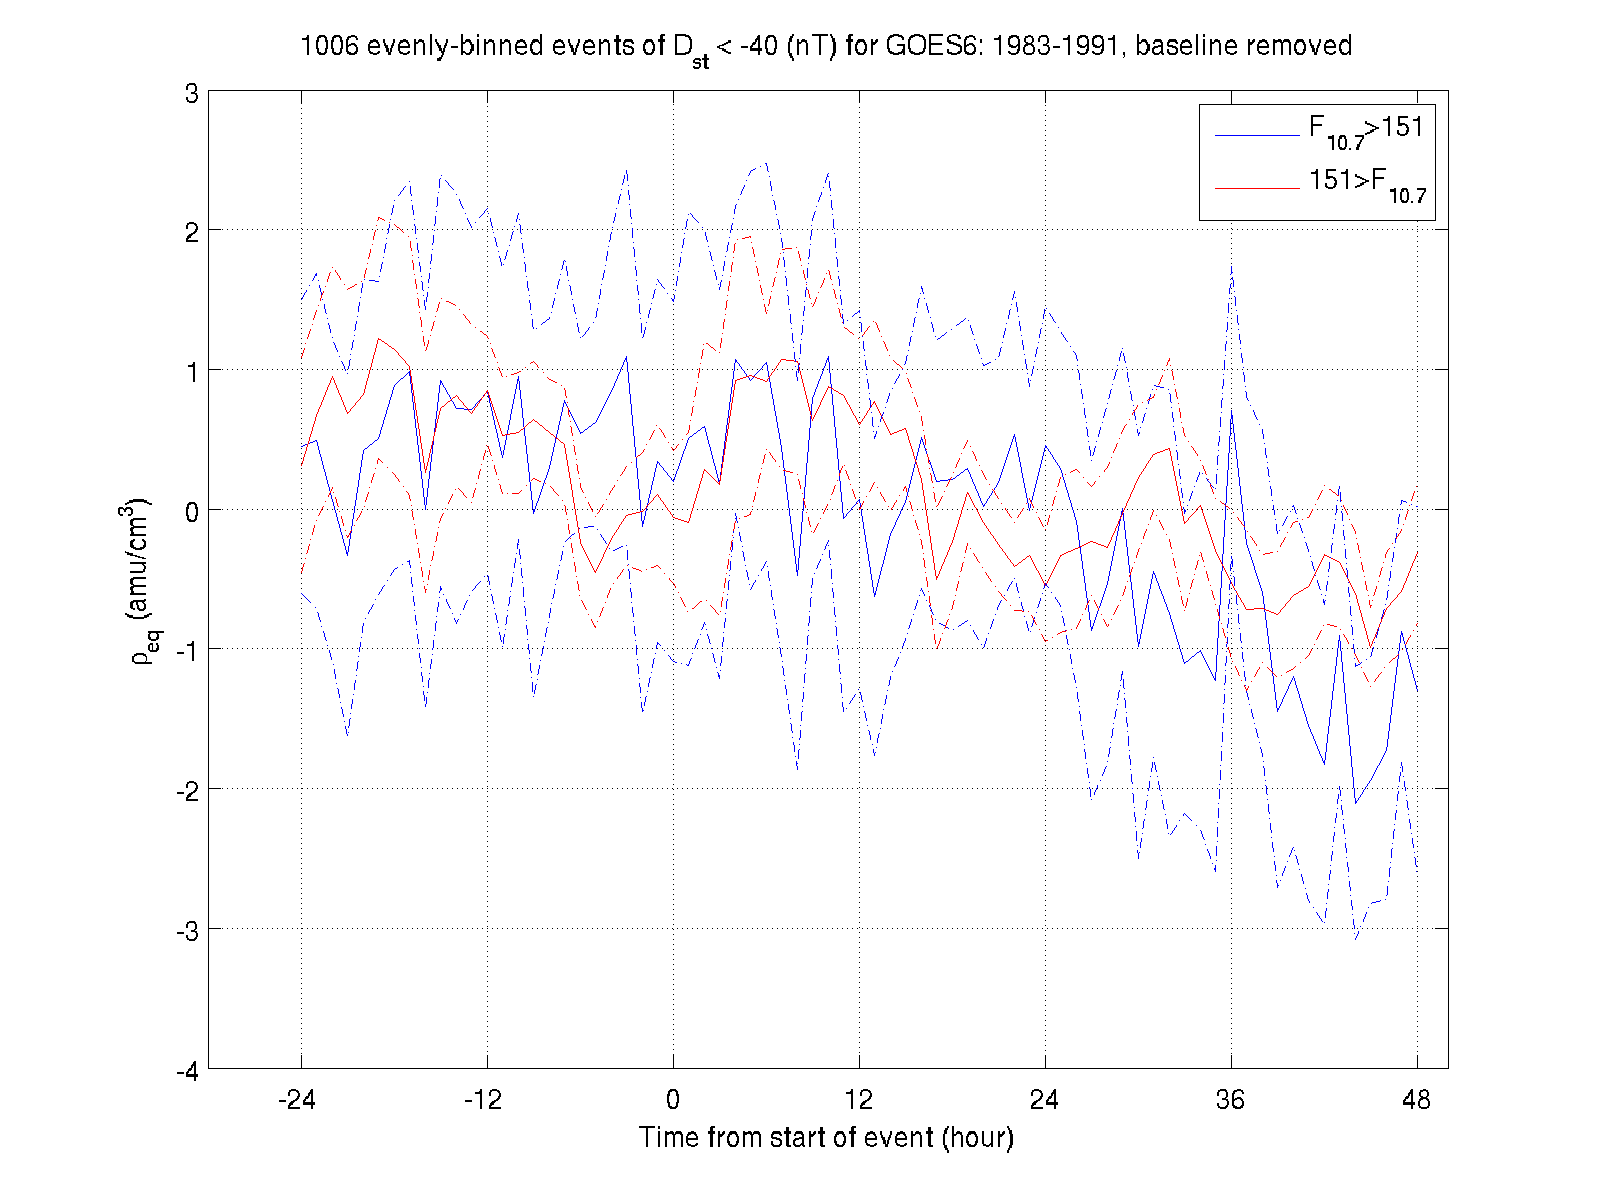 1006 evenly-binned events of Dst < -40 (nT) for GOES6: 1983-1991, baseline removed
F10.7>151
151>F10.7
3
2
1
0
-1
-2
-3
-4
ρeq (amu/cm3)
-24 -12 0 12 24 36 48
Time from start of event (hour)